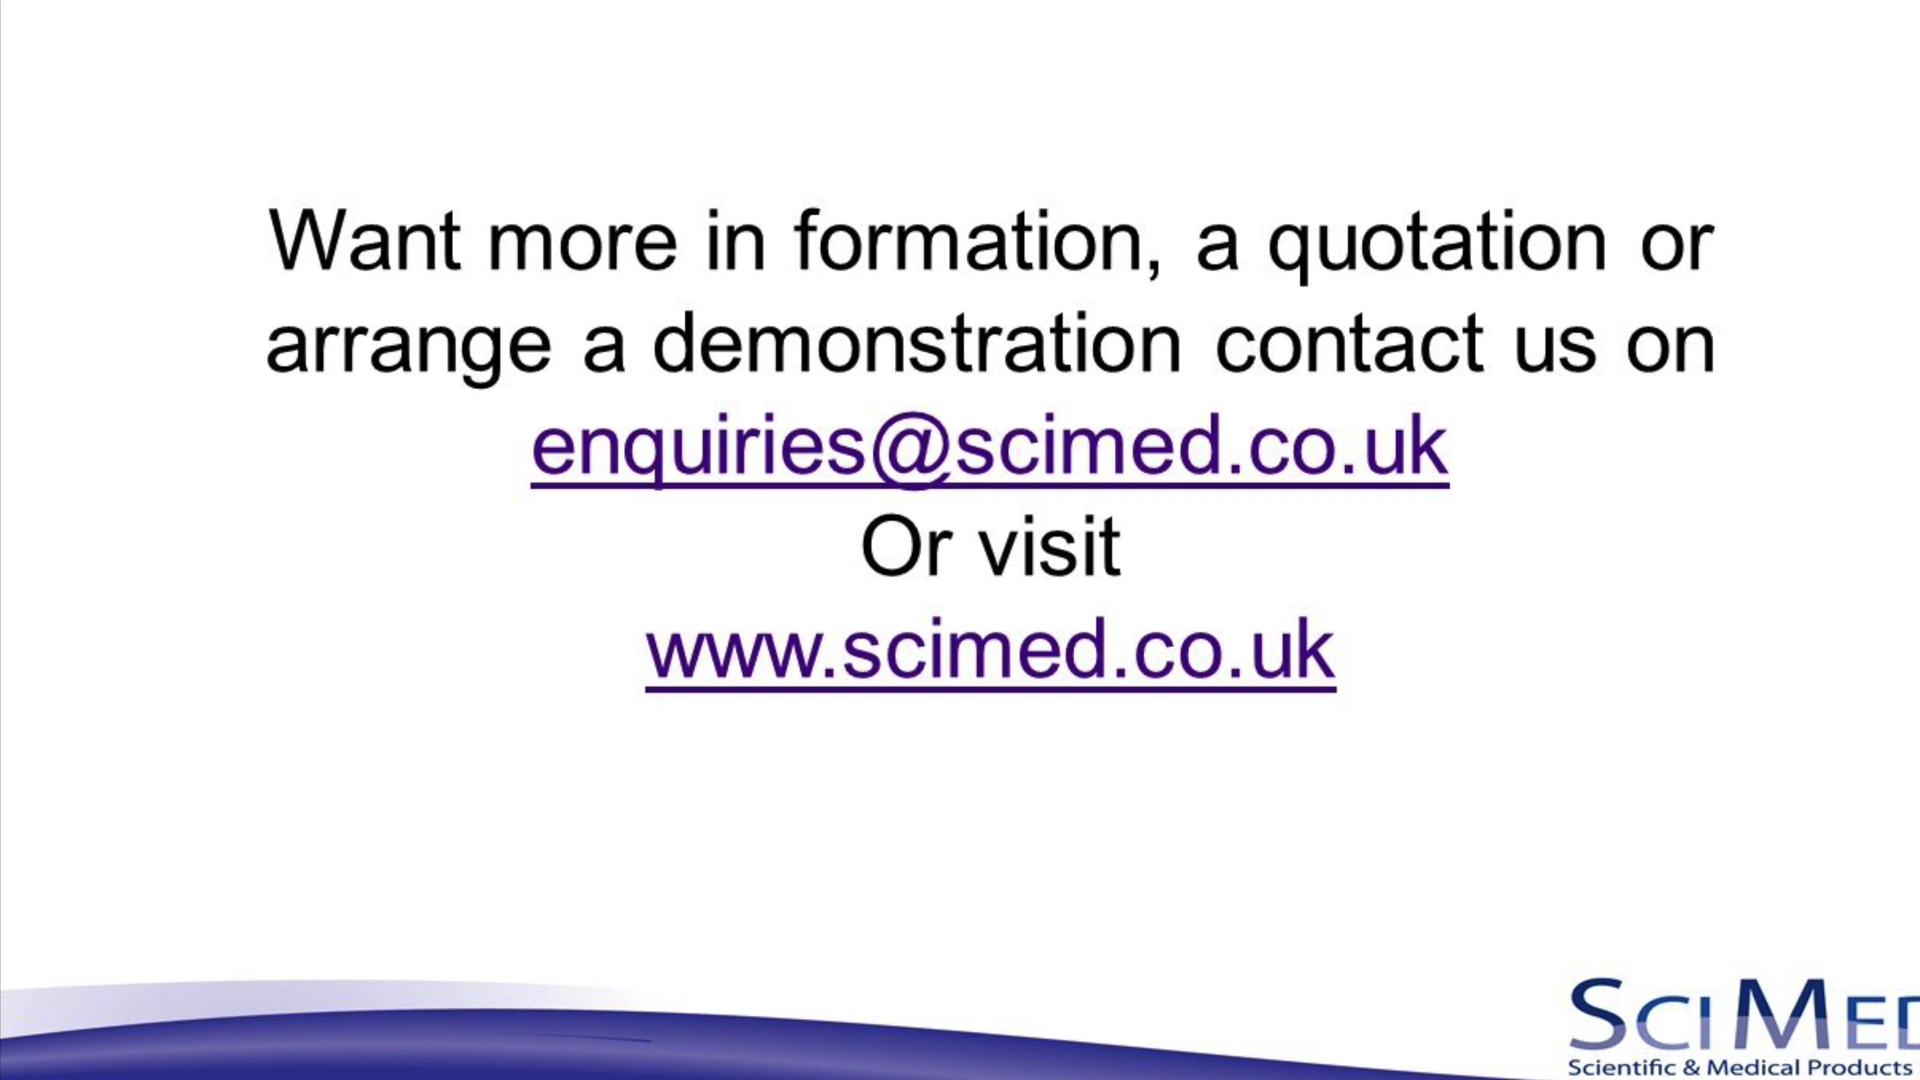 Want more in formation, a quotation or
arrange a demonstration contact us on
enquiries@scimed.co.uk
Or visit
www.scimed.co.uk
SCIMED
Scientific & Medical Products